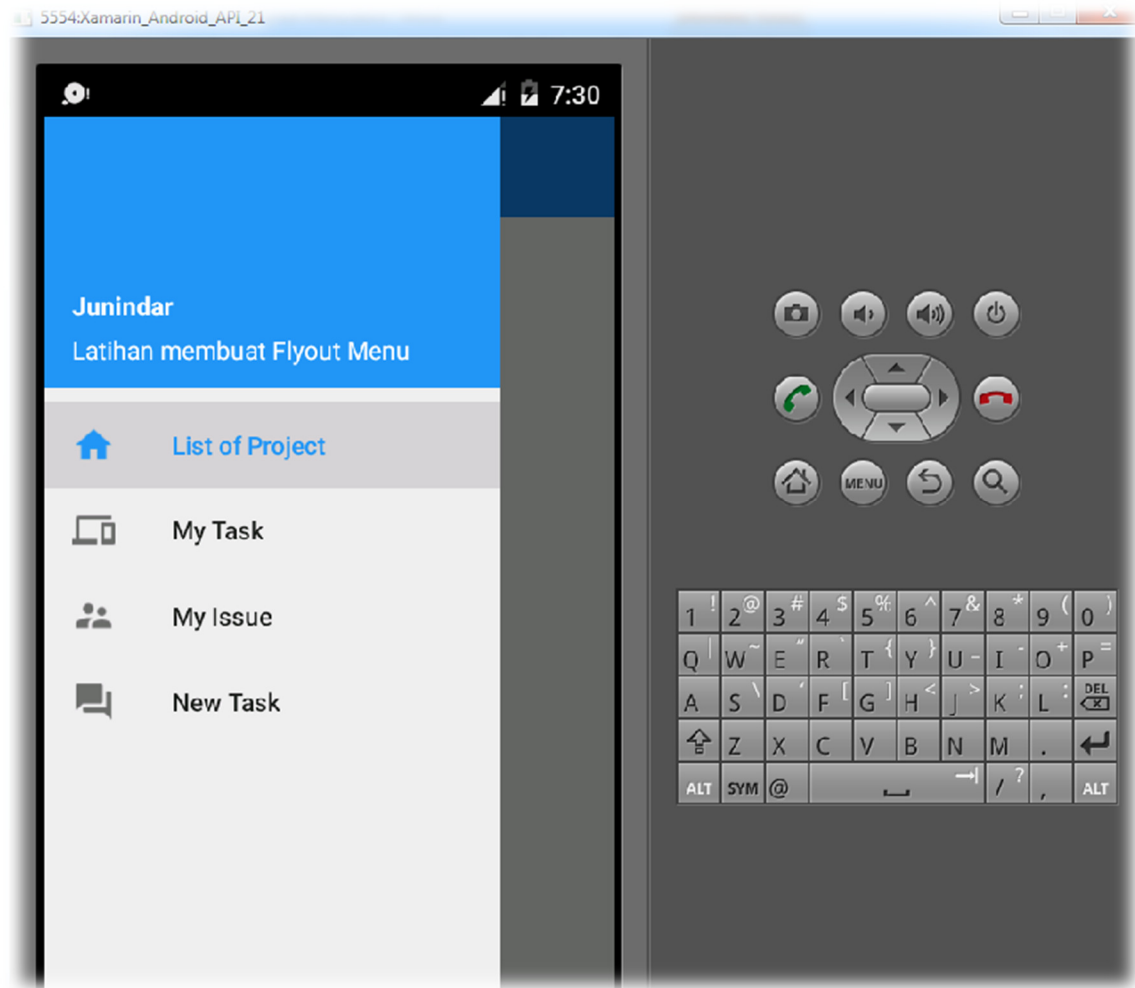 5554:Xamarin_Android_API_21
7:30
Junindar
Latihan membuat Flyout Menu
List of Project
My Task
My Issue
New Task
MENU
1 ! 2 @ 3 # 4 $ 5 % 6 ^ 7 & 8 * 9 ( 0 )
Q | W ~ E " R ` T { Y } U - I O + P =
A S \ D ' F [ G ] H < J > K ; L : DEL
Z X C V B N M .
ALT SYM @ / ? , ALT